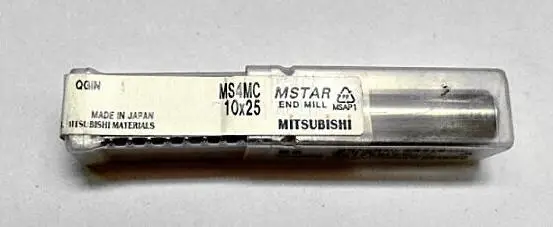 QGIN
MS4MC
10x25
MSTAR
END MILL
MSAP1
MADE IN JAPAN
MITSUBISHI MATERIALS
MITSUBISHI